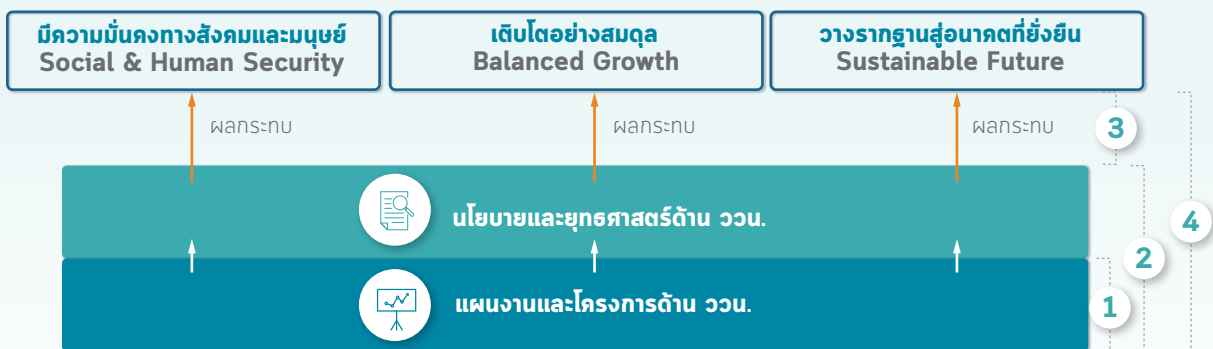 มีความมั่นคงทางสังคมและมนุษย์
Social & Human Security
เติบโตอย่างสมดุล
Balanced Growth
วางรากฐานสู่อนาคตที่ยั่งยืน
Sustainable Future
ผลกระทบ
ผลกระทบ
ผลกระทบ
3
นโยบายและยุทธศาสตร์ด้าน ววน.
4
2
แผนงานและโครงการด้าน ววน.
1